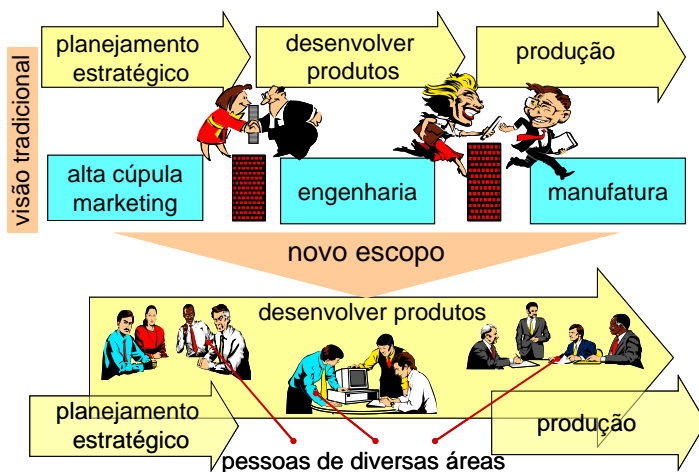 visão tradicional
planejamento
estratégico
desenvolver
produtos
produção
alta cúpula
marketing
engenharia
manufatura
novo escopo
desenvolver produtos
planejamento
estratégico
produção
pessoas de diversas áreas